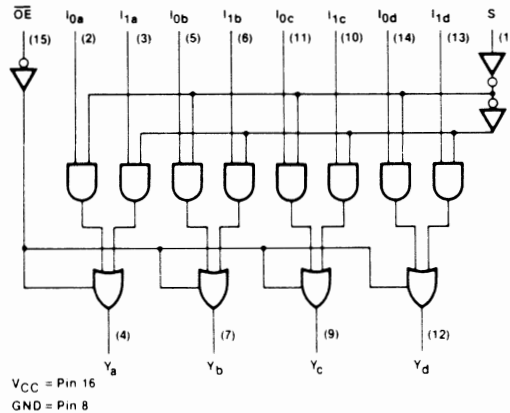 OE I0a I1a I0b I1b I0c I1c I0d I1d S
(15) (2) (3) (5) (6) (11) (10) (14) (13) (1
(4) (7) (9) (12)
Ya Yb Yc Yd
VCC = Pin 16
GND = Pin 8